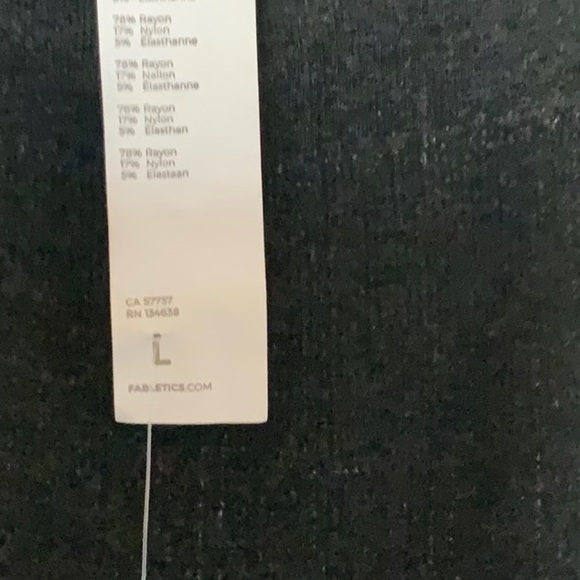 78% Rayon
17% Nylon
5% Elasthanne
78% Rayon
17% Nailon
5% Elasthanne
78% Rayon
17% Nylon
5% Elasthan
78% Rayon
17% Nylon
5% Elastaan
CA 57737
RN 134638
L
FABLETICS.COM